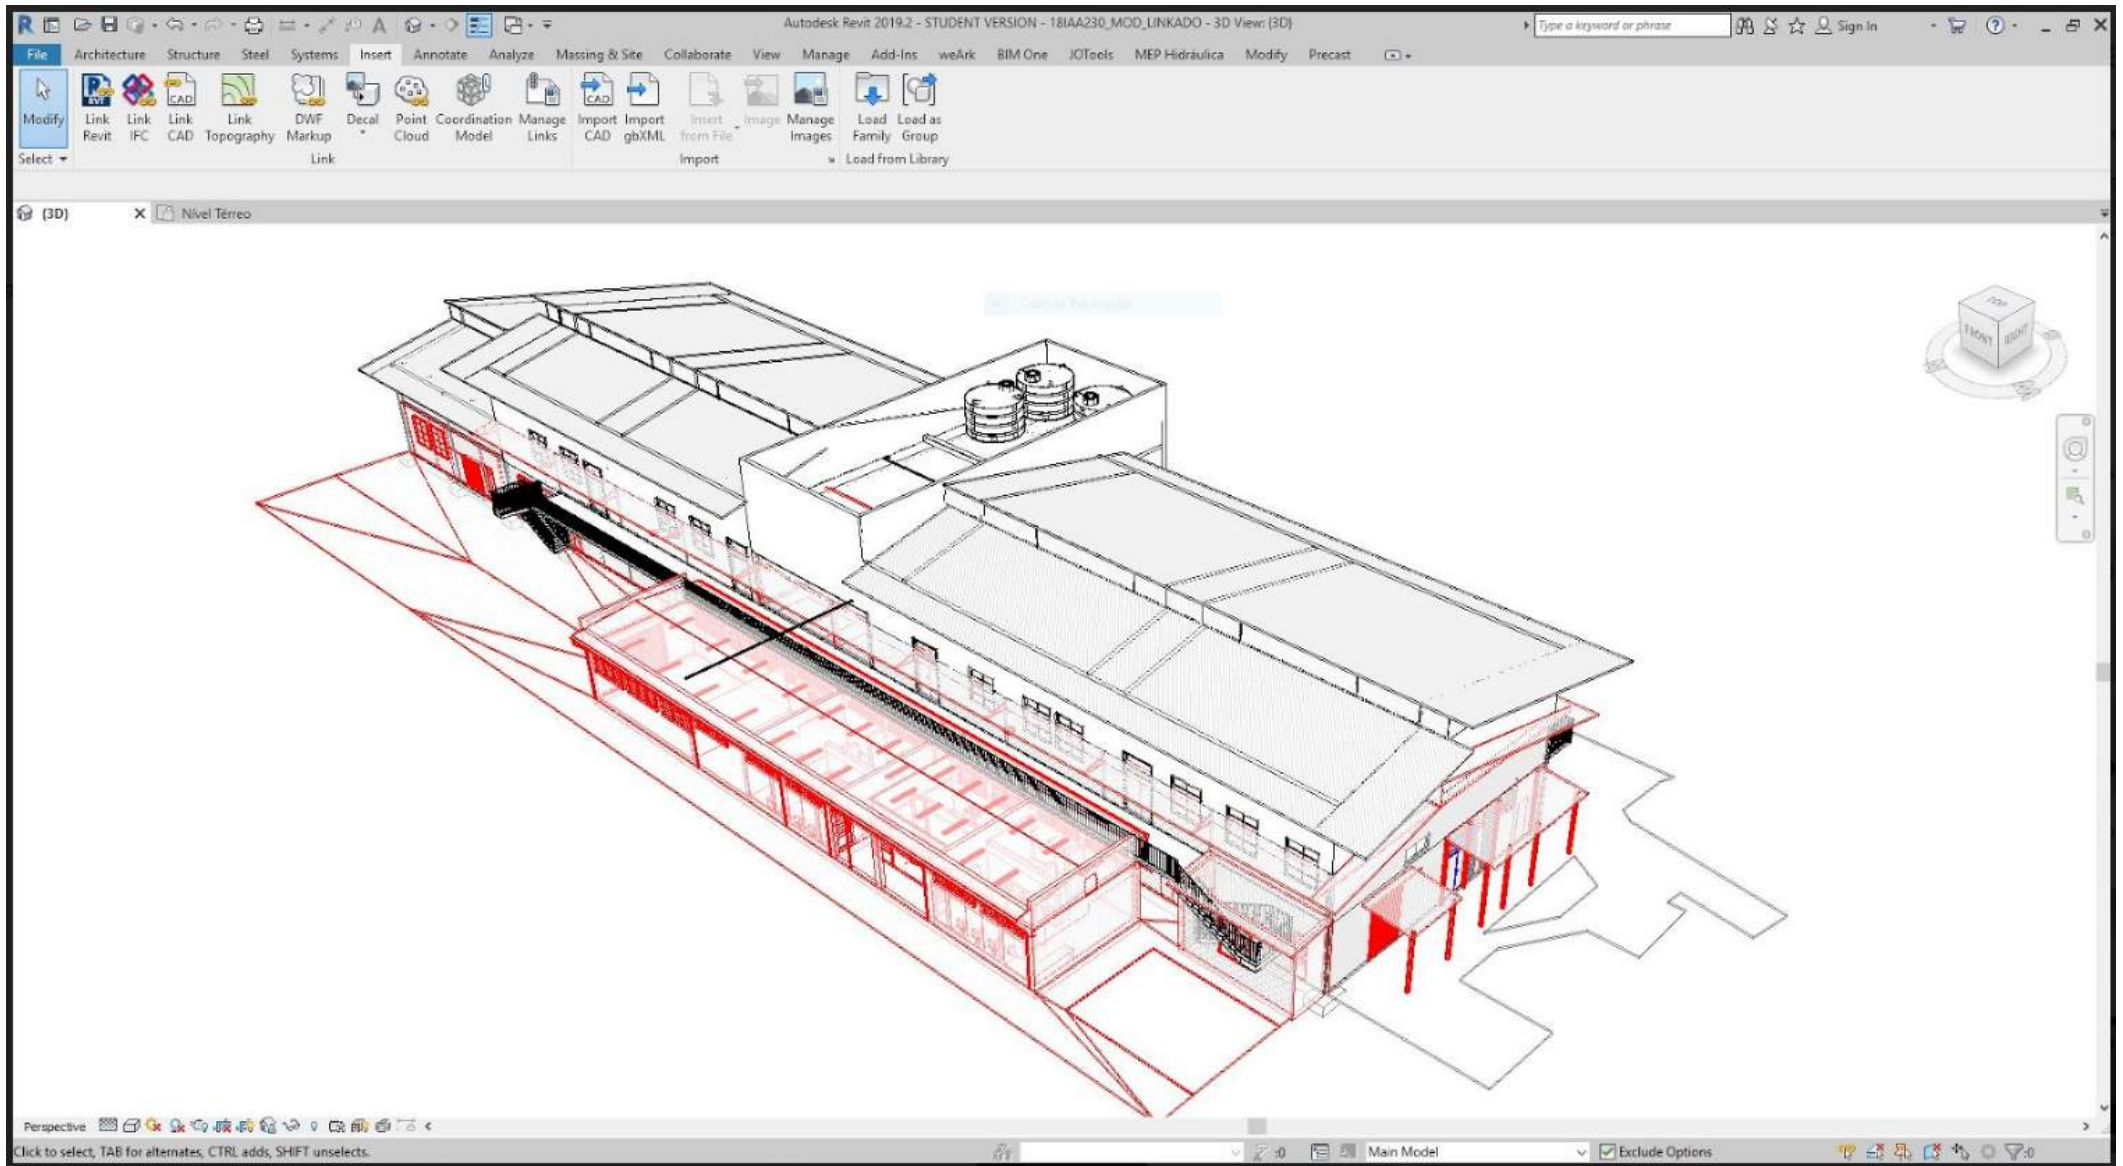 Autodesk Revit 2019.2 - STUDENT VERSION - 18IAA230_MOD_LINKADO - 3D View: {3D}
Type a keyword or phrase
Sign In
File Architecture Structure Steel Systems Insert Annotate Analyze Massing & Site Collaborate View Manage Add-Ins weArk BIM One JOTools MEP Hidráulica Modify Precast
Modify Link Link Link Link DWF Decal Point Coordination Manage Import Import Insert Image Manage Load Load as
Revit IFC CAD Topography Markup Cloud Model Links CAD gbXML from File Images Family Group
Select Link Import Load from Library
{3D} Nível Térreo
TOP
FRONT RIGHT
Perspective
Click to select, TAB for alternates, CTRL adds, SHIFT unselects.
:0 Main Model Exclude Options :0